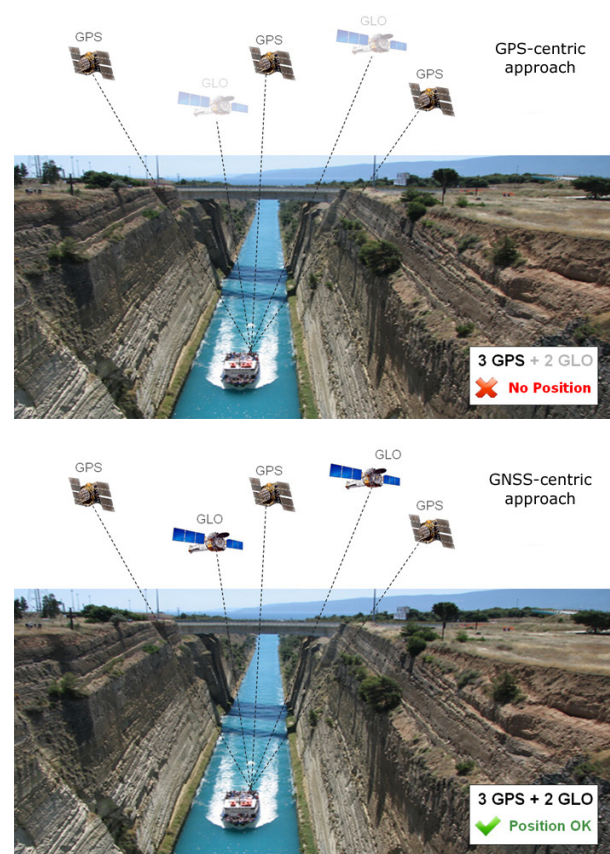 GPS
GLO
GPS
GLO
GPS
GPS-centric
approach
3 GPS + 2 GLO
No Position
GPS
GLO
GPS
GLO
GPS
GNSS-centric
approach
3 GPS + 2 GLO
Position OK